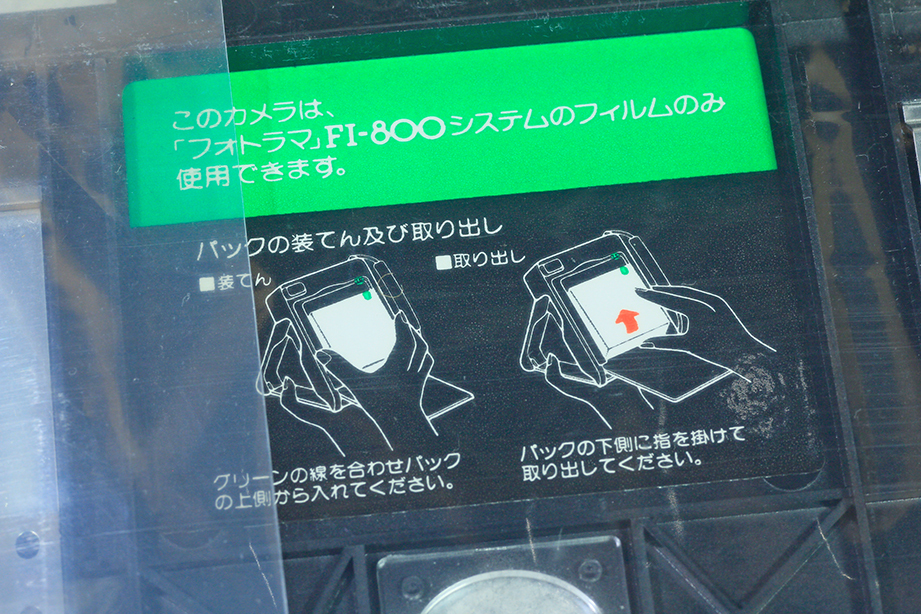 このカメラは、
「フォトラマ」FI-800システムのフィルムのみ
使用できます。
パックの装てん及び取り出し
■装てん
■取り出し
グリーンの線を合わせパック
の上側から入れてください。
パックの下側に指を掛けて
取り出してください。